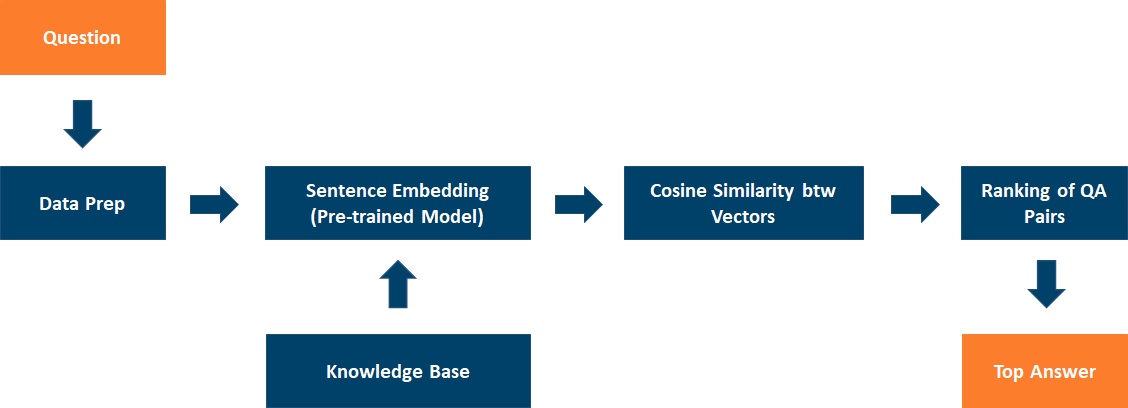 Question
Data Prep
Sentence Embedding
(Pre-trained Model)
Cosine Similarity btw
Vectors
Ranking of QA
Pairs
Knowledge Base
Top Answer